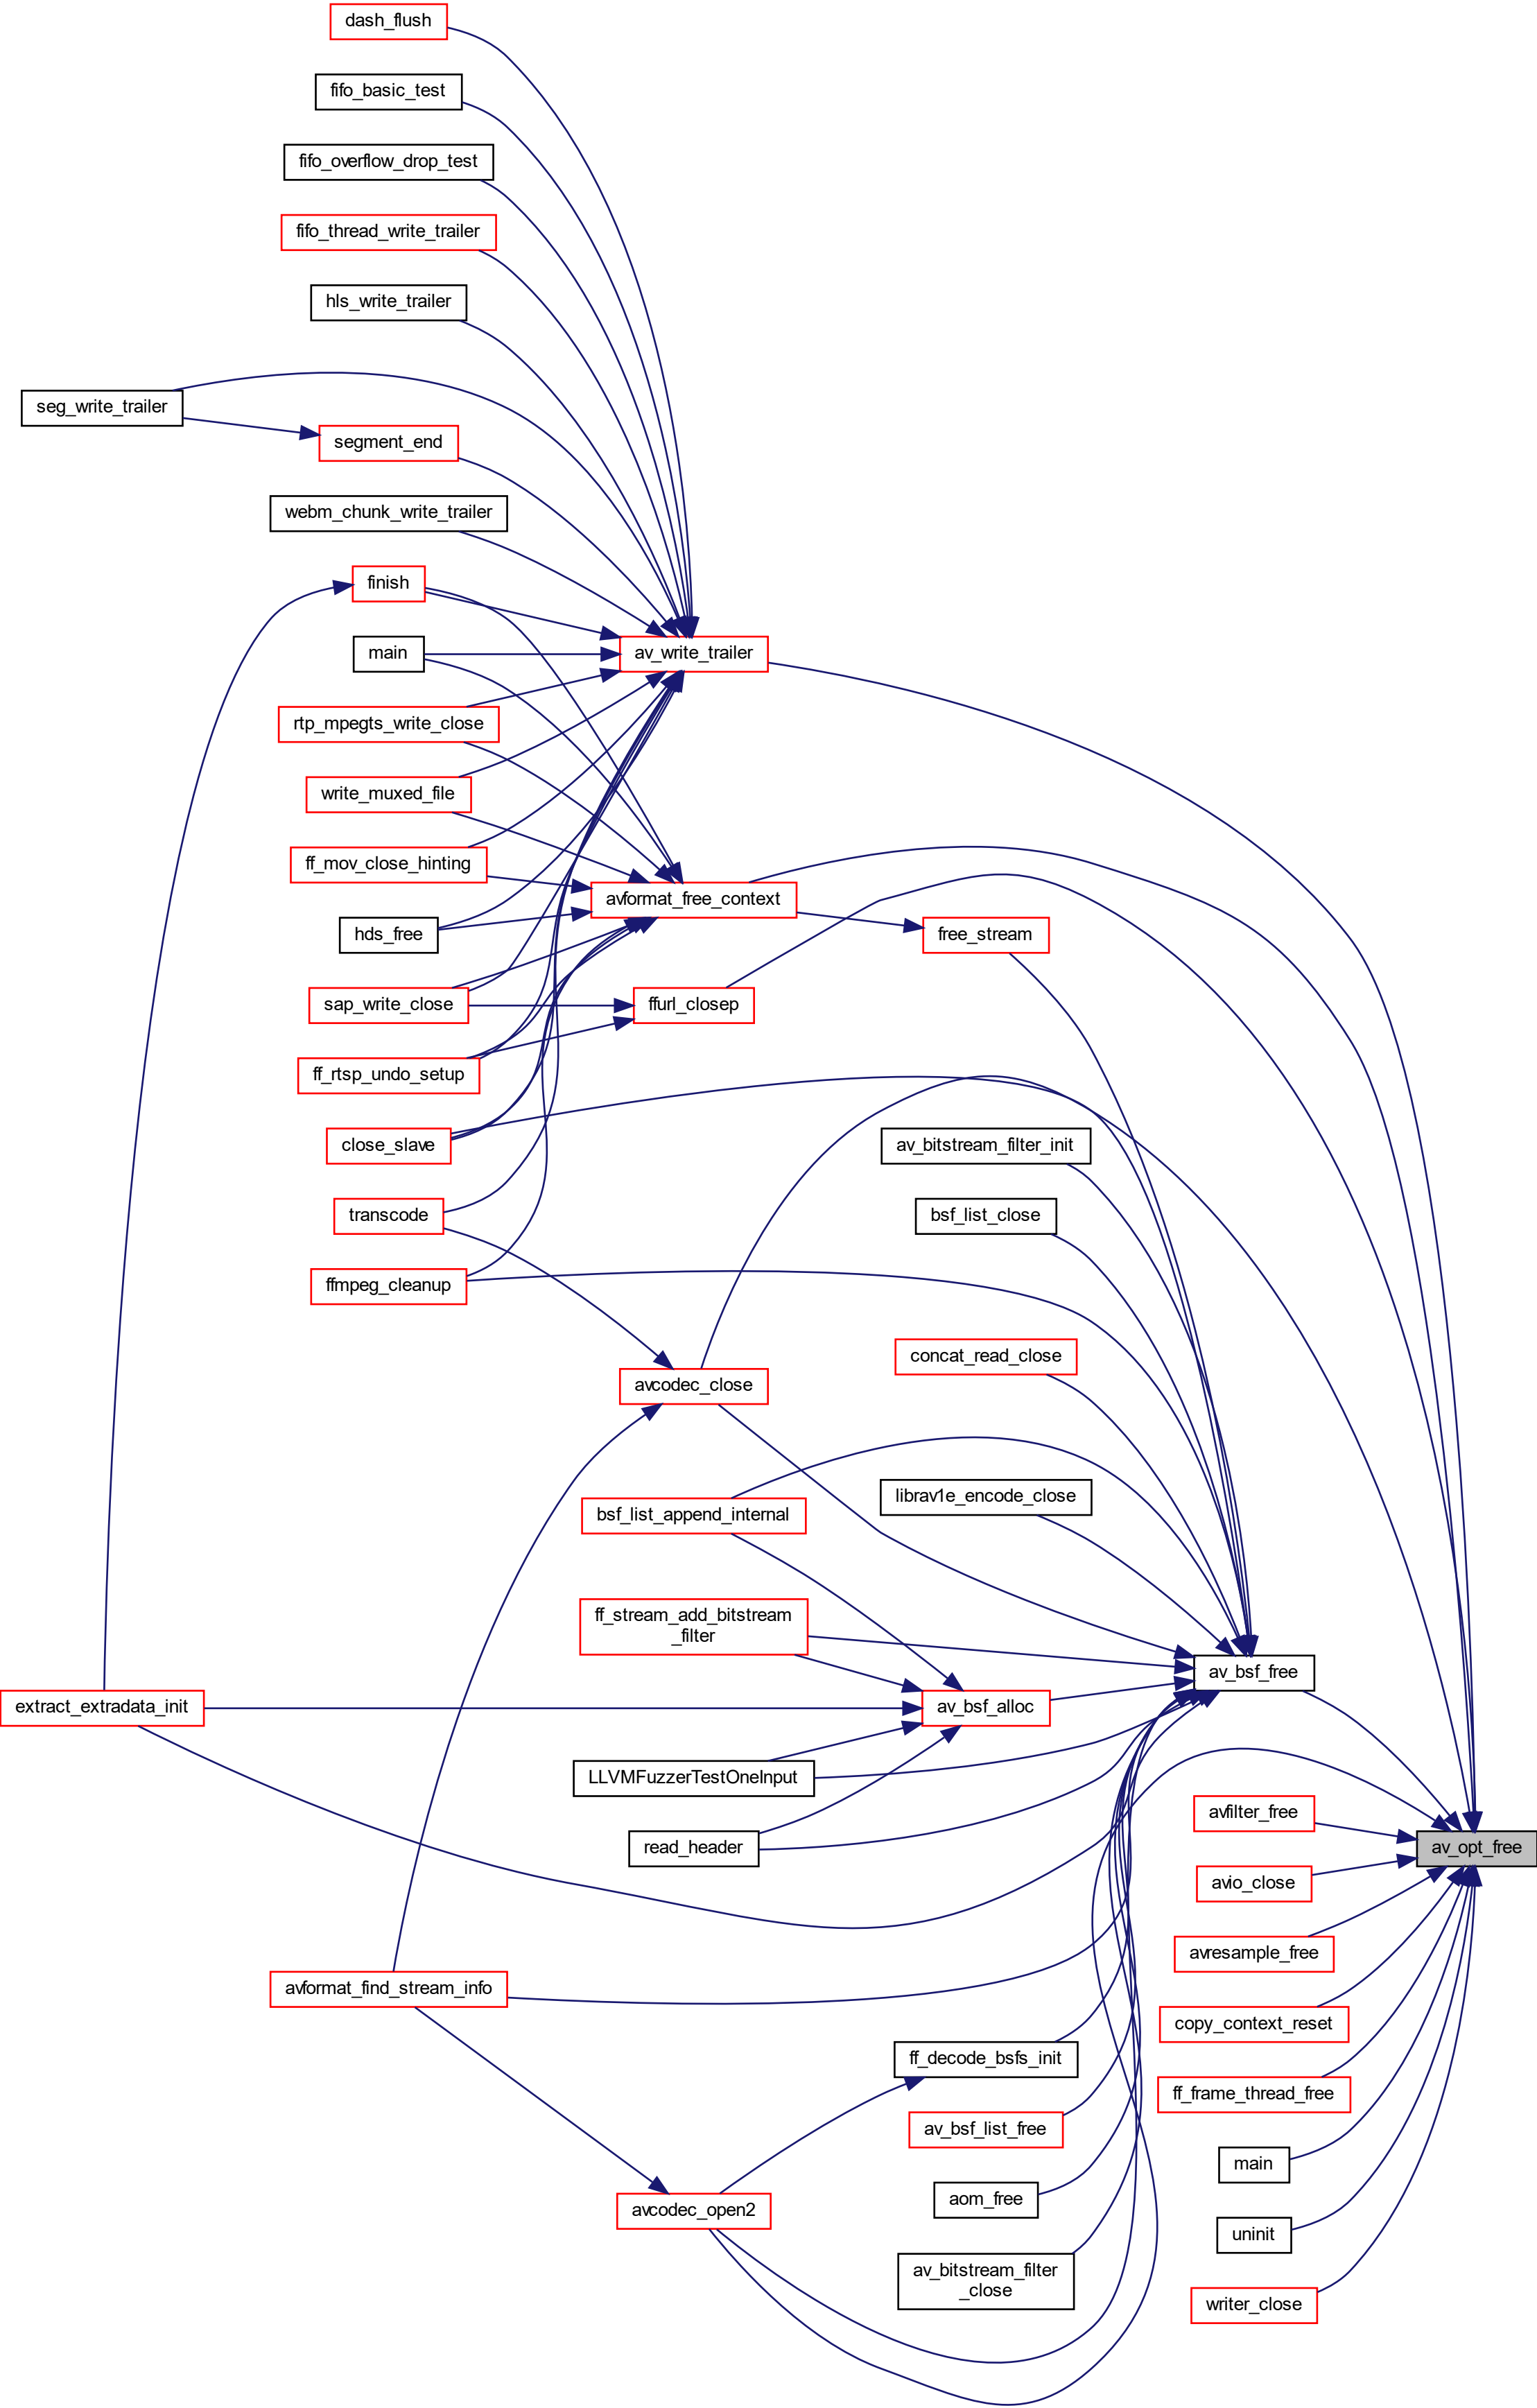 dash_flush
fifo_basic_test
fifo_overflow_drop_test
fifo_thread_write_trailer
hls_write_trailer
seg_write_trailer
segment_end
webm_chunk_write_trailer
finish
main
av_write_trailer
rtp_mpegts_write_close
write_muxed_file
ff_mov_close_hinting
avformat_free_context
hds_free
free_stream
sap_write_close
ffurl_closep
ff_rtsp_undo_setup
close_slave
av_bitstream_filter_init
transcode
bsf_list_close
ffmpeg_cleanup
concat_read_close
avcodec_close
librav1e_encode_close
bsf_list_append_internal
ff_stream_add_bitstream
_filter
av_bsf_free
extract_extradata_init
av_bsf_alloc
LLVMFuzzerTestOneInput
avfilter_free
read_header
av_opt_free
avio_close
avresample_free
avformat_find_stream_info
copy_context_reset
ff_decode_bsfs_init
ff_frame_thread_free
av_bsf_list_free
main
aom_free
avcodec_open2
uninit
av_bitstream_filter
_close
writer_close